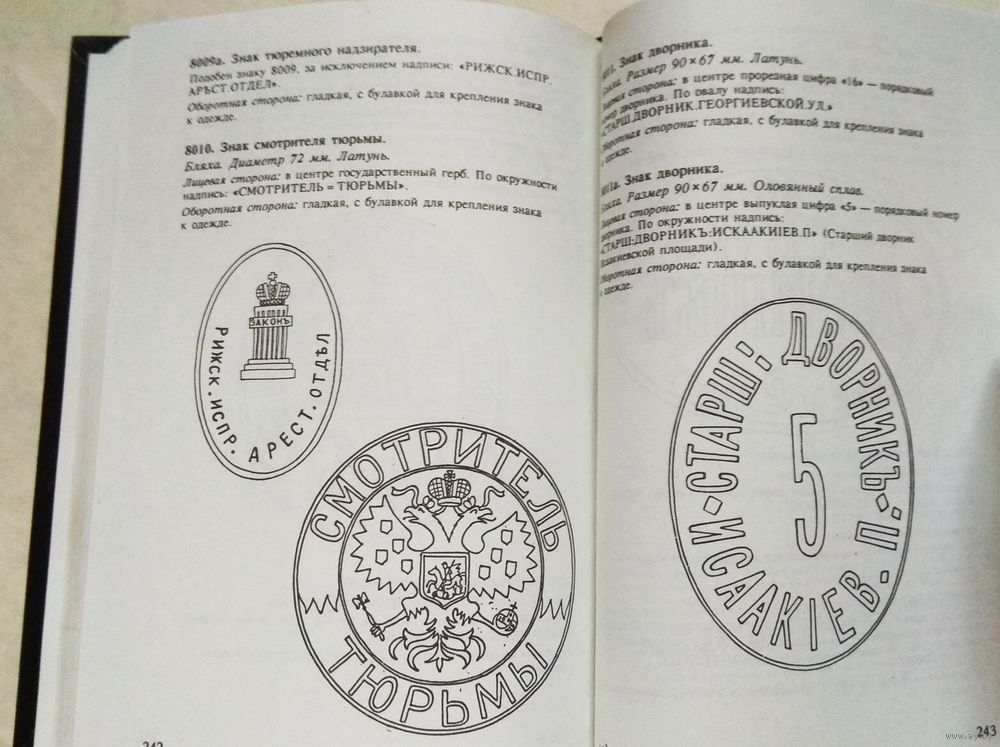 8009а. Знак тюремного надзирателя.
Подобен знаку 8009, за исключением надписи: «РИЖСК.ИСПР.
АРЕСТ.ОТДЕЛ».
Оборотная сторона: гладкая, с булавкой для крепления знака
к одежде.
8010. Знак смотрителя тюрьмы.
Бляха. Диаметр 72 мм. Латунь.
Лицевая сторона: в центре государственный герб. По окружности
надпись: «СМОТРИТЕЛЬ = ТЮРЬМЫ».
Оборотная сторона: гладкая, с булавкой для крепления знака
к одежде.
ЗАКОНЪ
РИЖСК.ИСПР. АРЕСТ.ОТДѢЛ
СМОТРИТЕЛЬ
ТЮРЬМЫ
242
Знак дворника.
Размер 90×67 мм. Латунь.
сторона: в центре прорезная цифра «16» — порядковый
дворника. По овалу надпись:
СТАРШ.ДВОРНИК.ГЕОРГИЕВСКОЙ.УЛ.»
сторона: гладкая, с булавкой для крепления знака
одежде.
Знак дворника.
Размер 90×67 мм. Оловянный сплав.
сторона: в центре выпуклая цифра «5» — порядковый номер
По окружности надпись:
«СТАРШ:ДВОРНИКЪ:ИСКААКІЕВ.П» (Старший дворник
площади).
сторона: гладкая, с булавкой для крепления знака
одежде.
СТАРШ: ДВОРНИКЪ
5
ИСААКІЕВ. П.
243